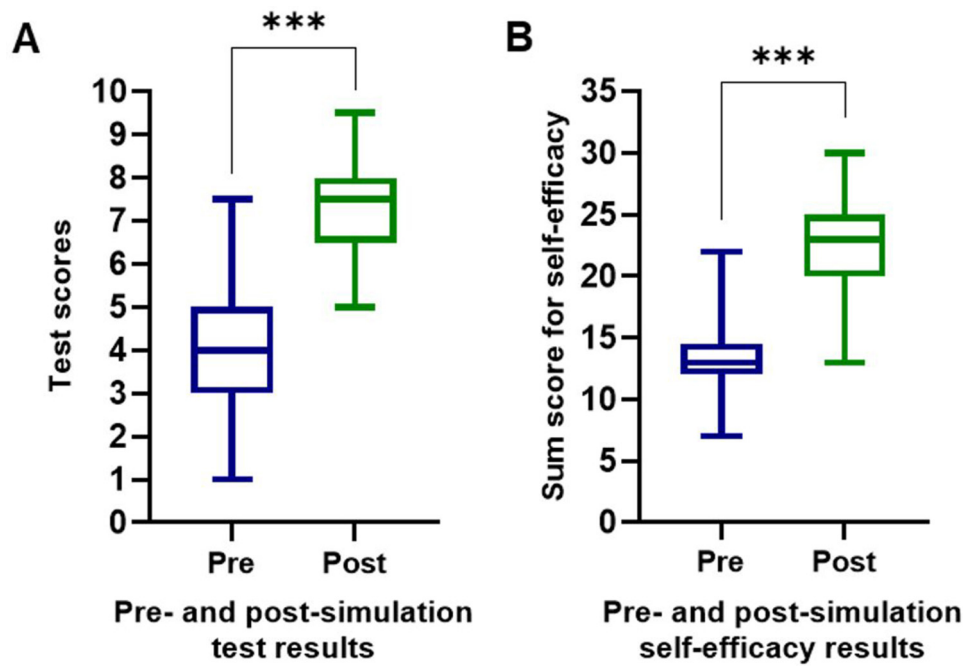 A
***
10
9
8
7
6
5
4
3
2
1
0
Test scores
Pre Post
Pre- and post-simulation
test results
B
***
35
30
25
20
15
10
5
0
Sum score for self-efficacy
Pre Post
Pre- and post-simulation
self-efficacy results